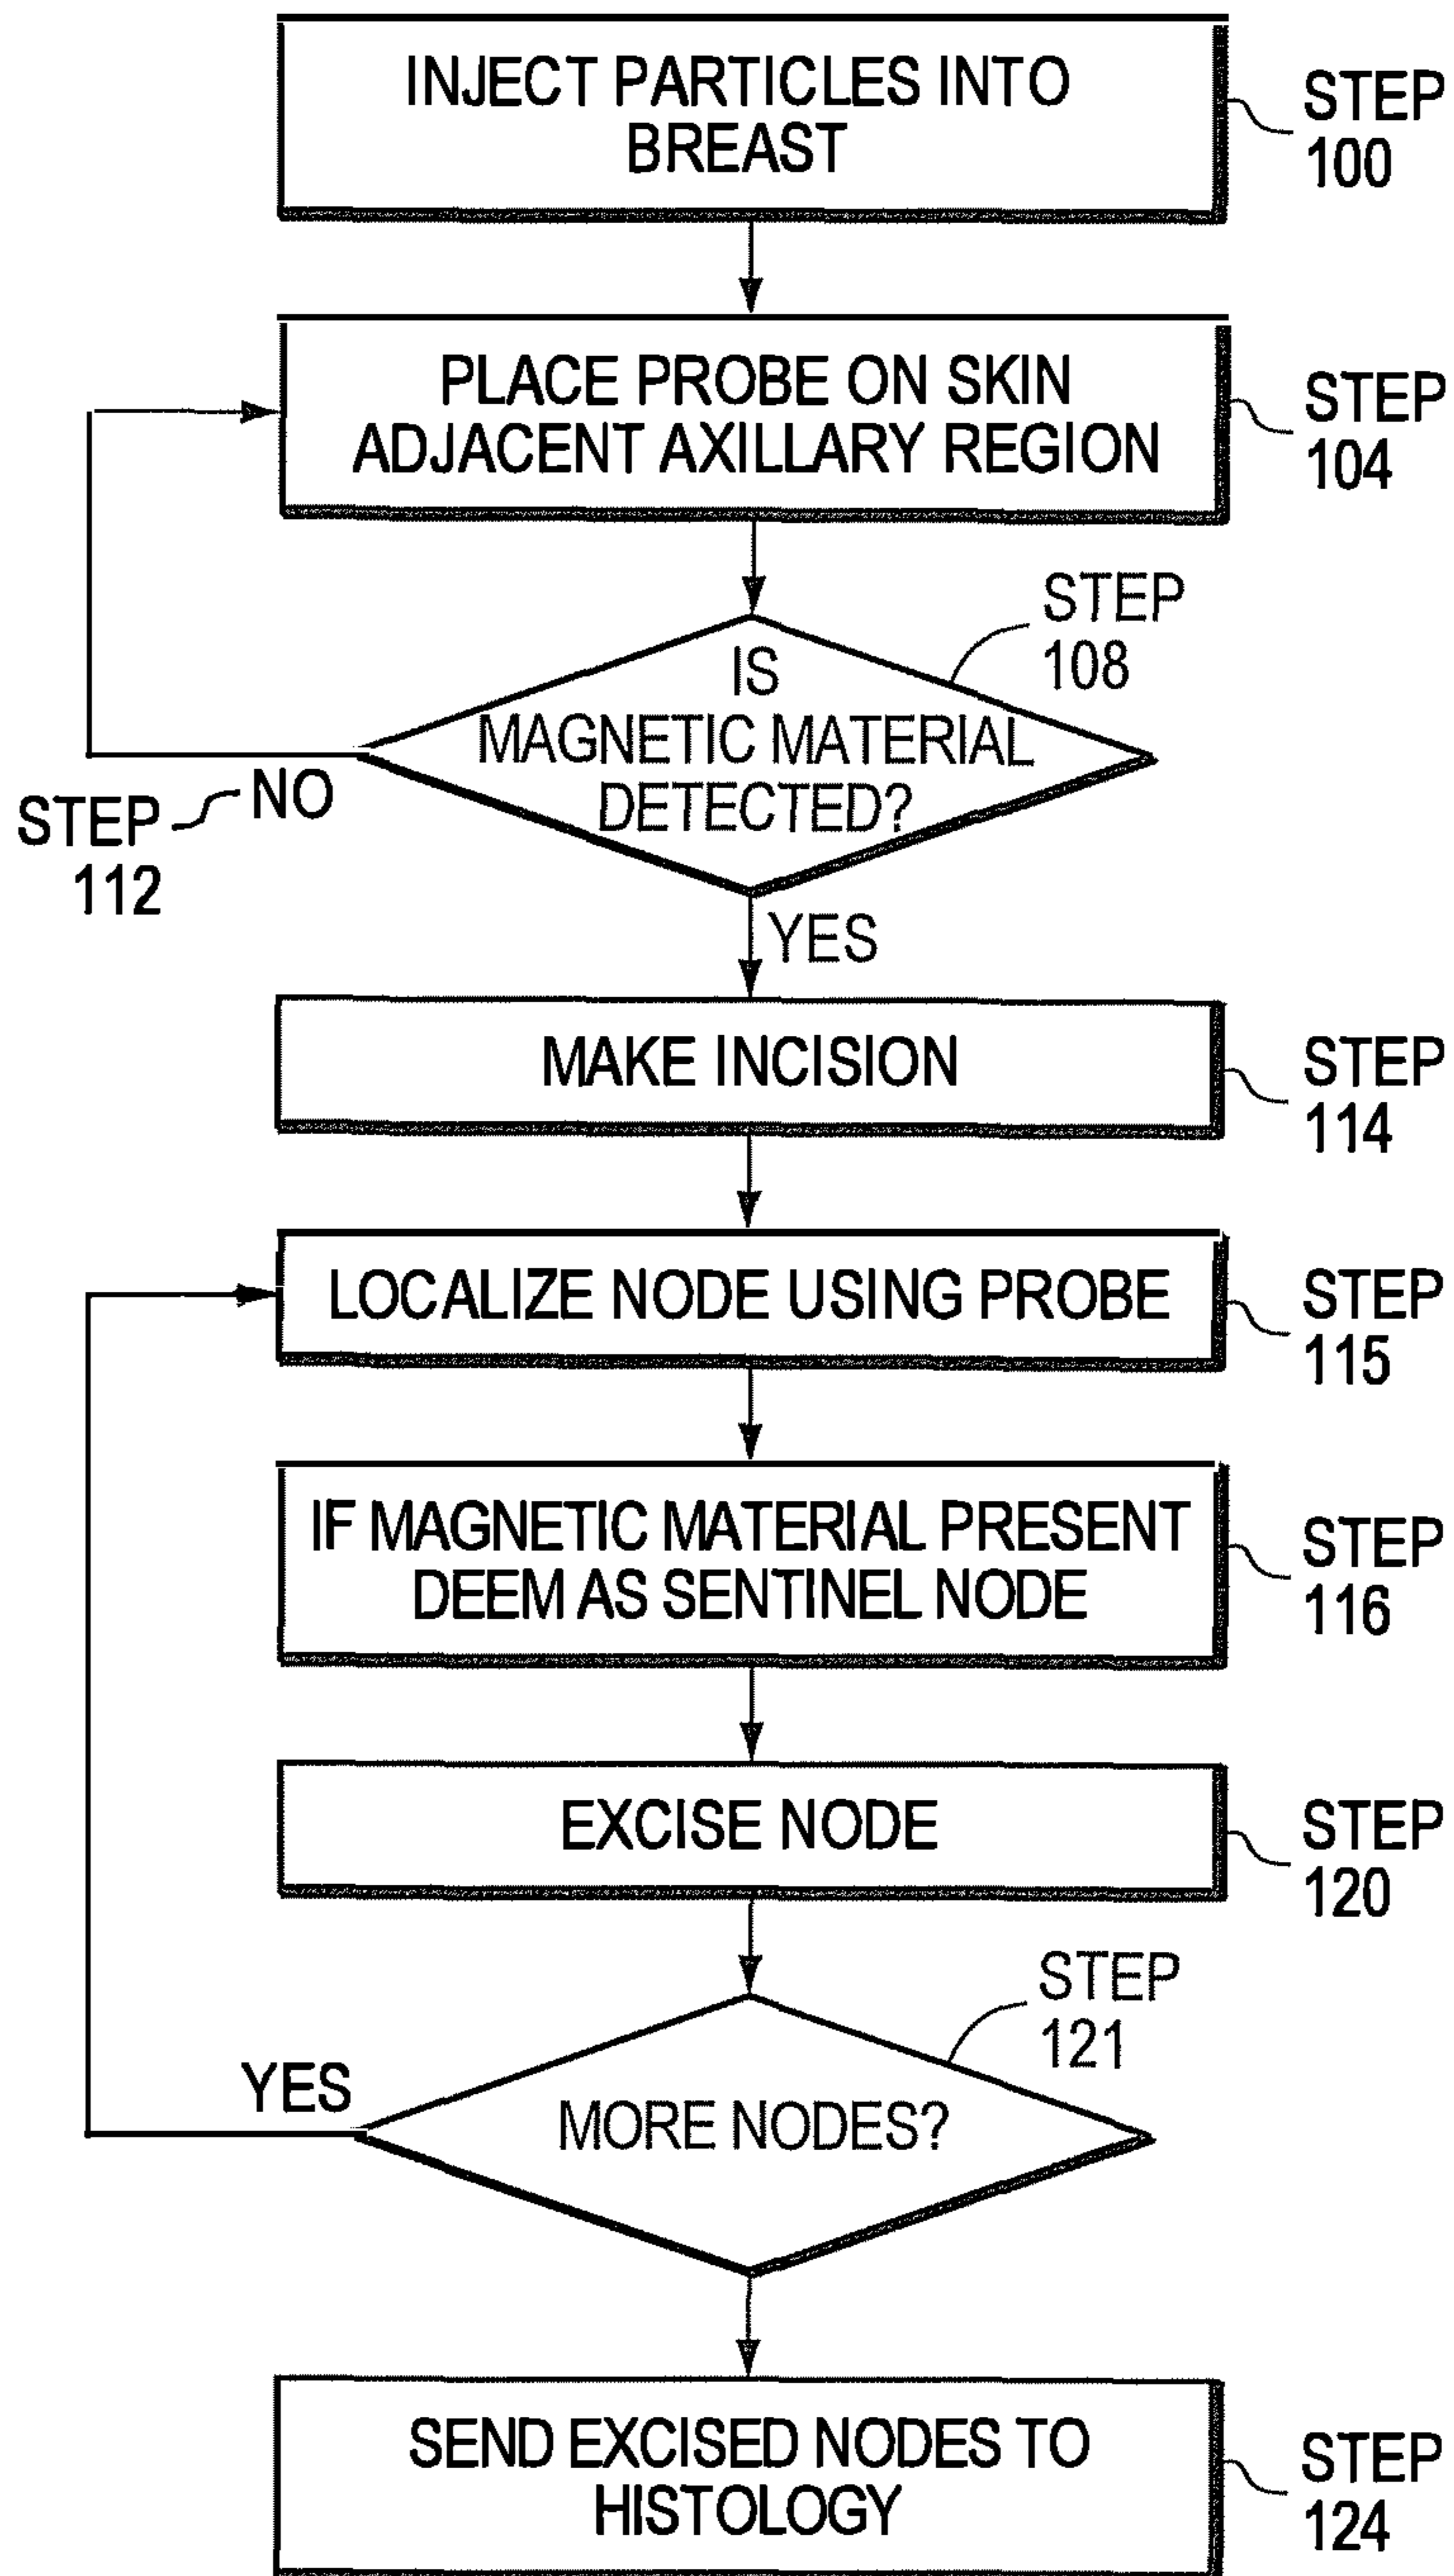 INJECT PARTICLES INTO
BREAST
STEP
100
PLACE PROBE ON SKIN
ADJACENT AXILLARY REGION
STEP
104
IS
MAGNETIC MATERIAL
DETECTED?
STEP
108
NO
STEP
112
YES
MAKE INCISION
STEP
114
LOCALIZE NODE USING PROBE
STEP
115
IF MAGNETIC MATERIAL PRESENT
DEEM AS SENTINEL NODE
STEP
116
EXCISE NODE
STEP
120
STEP
121
YES
MORE NODES?
SEND EXCISED NODES TO
HISTOLOGY
STEP
124